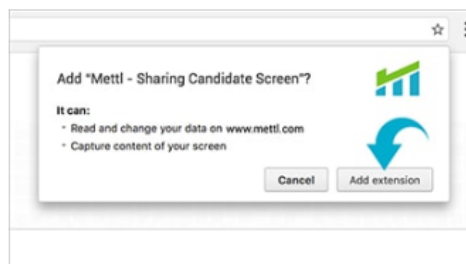 Add “Mettl - Sharing Candidate Screen”?
It can:
• Read and change your data on www.mettl.com
• Capture content of your screen
Cancel
Add extension